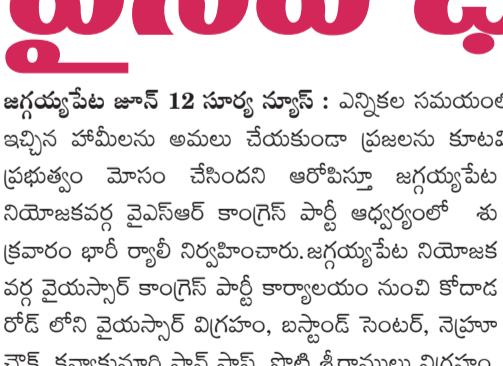 జగ్గయ్యపేట జూన్ 12 సూర్య న్యూస్ : ఎన్నికల
ఇచ్చిన హామీలను అమలు చేయకుండా ప్రజలను
ప్రభుత్వం మోసం చేసిందని ఆరోపిస్తూ జగ్గయ్యపేట
నియోజకవర్గ వైఎస్ఆర్ కాంగ్రెస్ పార్టీ ఆధ్వర్యంలో శు
క్రవారం భారీ ర్యాలీ నిర్వహించారు.జగ్గయ్యపేట నియోజక
వర్గ వైయస్సార్ కాంగ్రెస్ పార్టీ కార్యాలయం నుంచి కోదాడ
రోడ్ లోని వైయస్సార్ విగ్రహం, బస్టాండ్ సెంటర్, నెహ్రూ